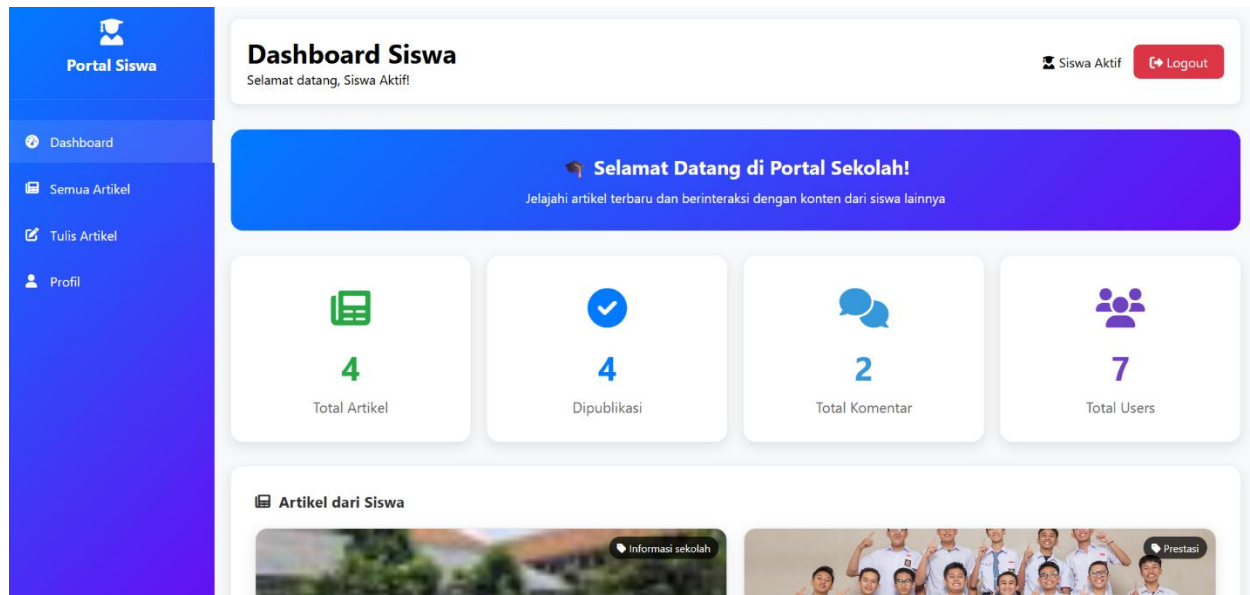 Portal Siswa
Dashboard
Semua Artikel
Tulis Artikel
Profil
Dashboard Siswa
Selamat datang, Siswa Aktif!
Siswa Aktif
Logout
Selamat Datang di Portal Sekolah!
Jelajahi artikel terbaru dan berinteraksi dengan konten dari siswa lainnya
4
Total Artikel
4
Dipublikasi
2
Total Komentar
7
Total Users
Artikel dari Siswa
Informasi sekolah
Prestasi